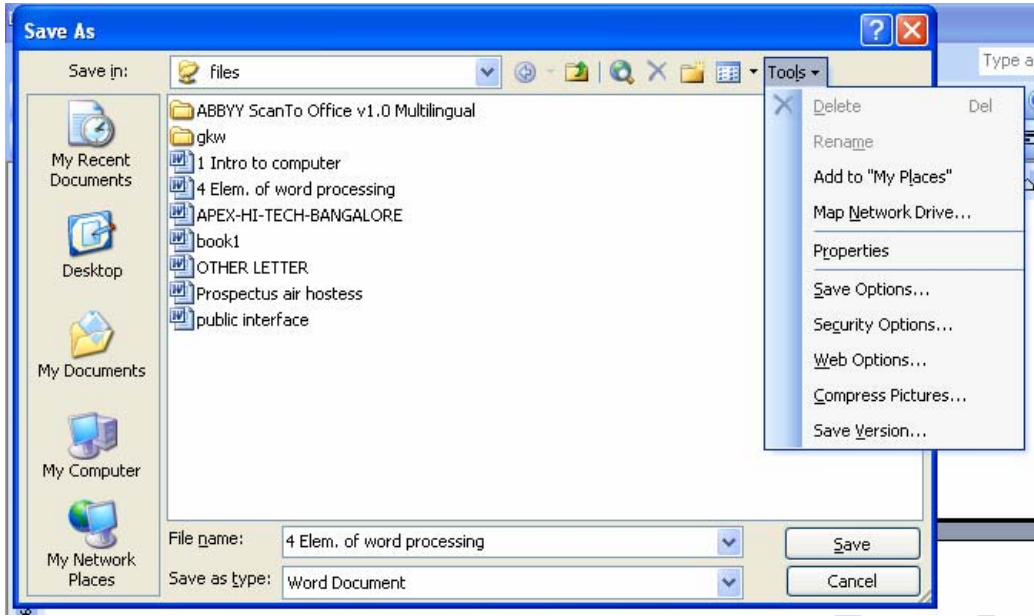 Save As
Type a
Save in:
files
Tools
My Recent
Documents
Desktop
My Documents
My Computer
My Network
Places
ABBYY ScanTo Office v1.0 Multilingual
gkw
1 Intro to computer
4 Elem. of word processing
APEX-HI-TECH-BANGALORE
book1
OTHER LETTER
Prospectus air hostess
public interface
Delete Del
Rename
Add to "My Places"
Map Network Drive...
Properties
Save Options...
Security Options...
Web Options...
Compress Pictures...
Save Version...
File name: 4 Elem. of word processing
Save
Save as type: Word Document
Cancel